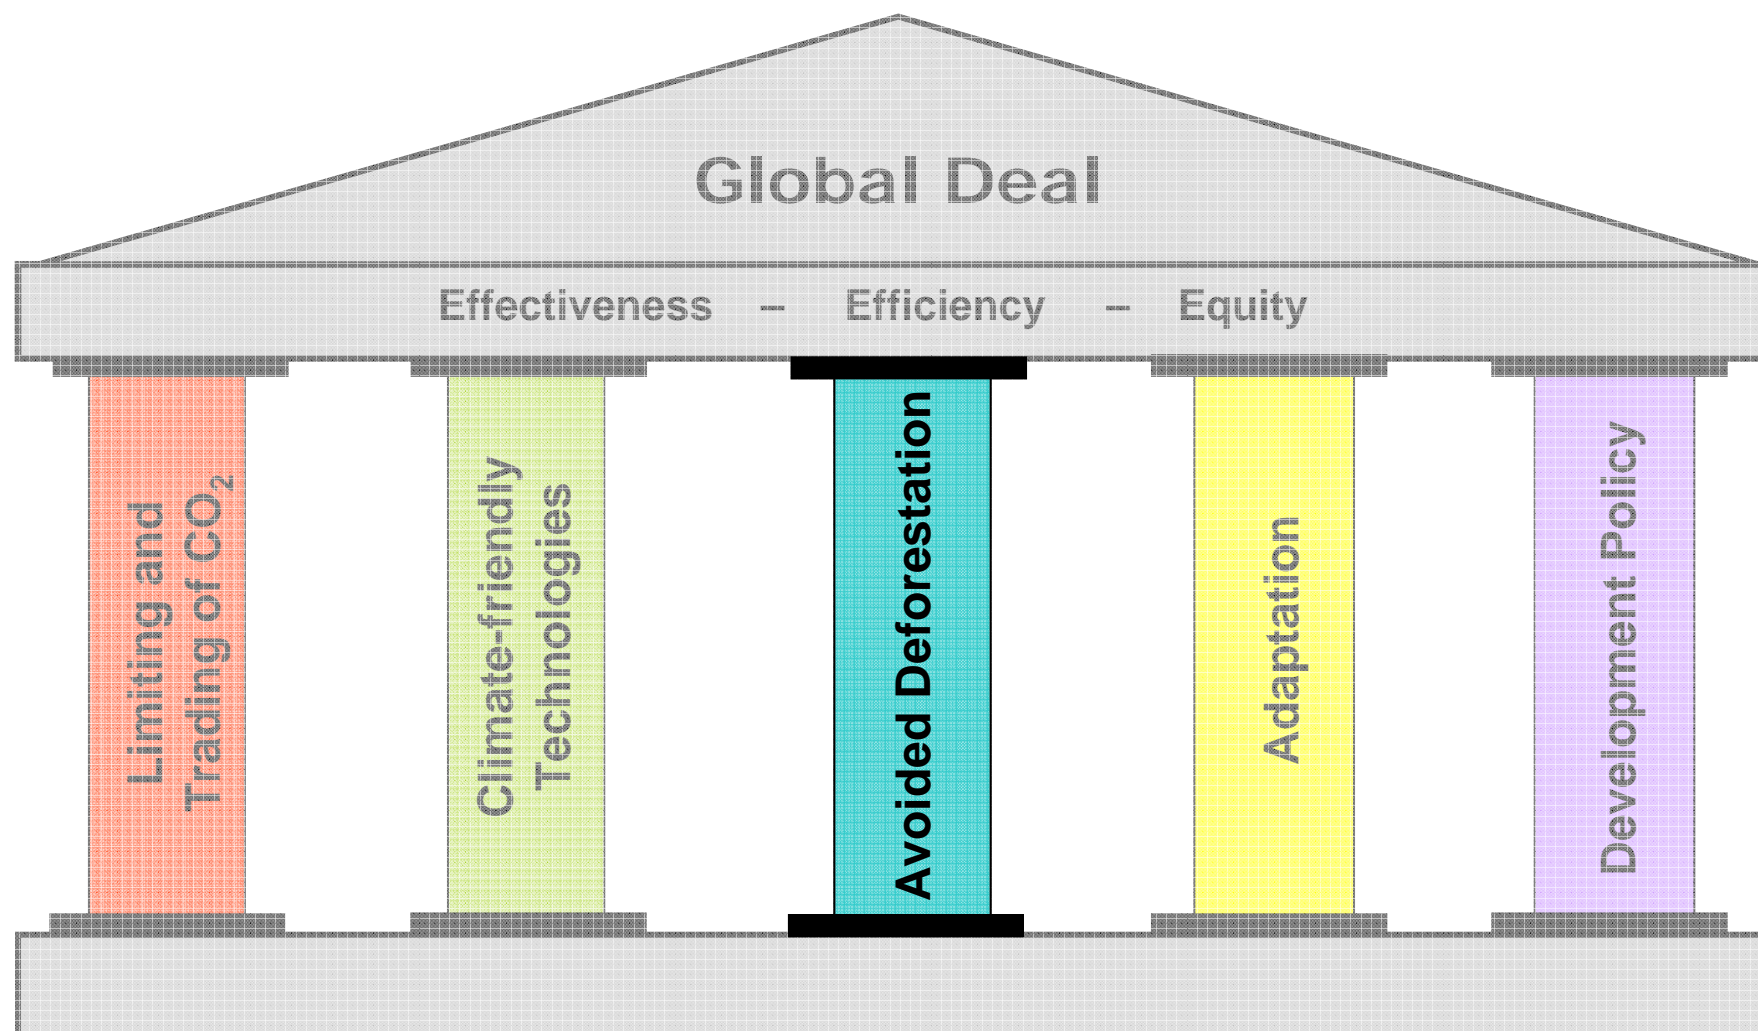 Global Deal
Effectiveness – Efficiency – Equity
Limiting and
Trading of CO₂
Climate-friendly
Technologies
Avoided Deforestation
Adaptation
Development Policy